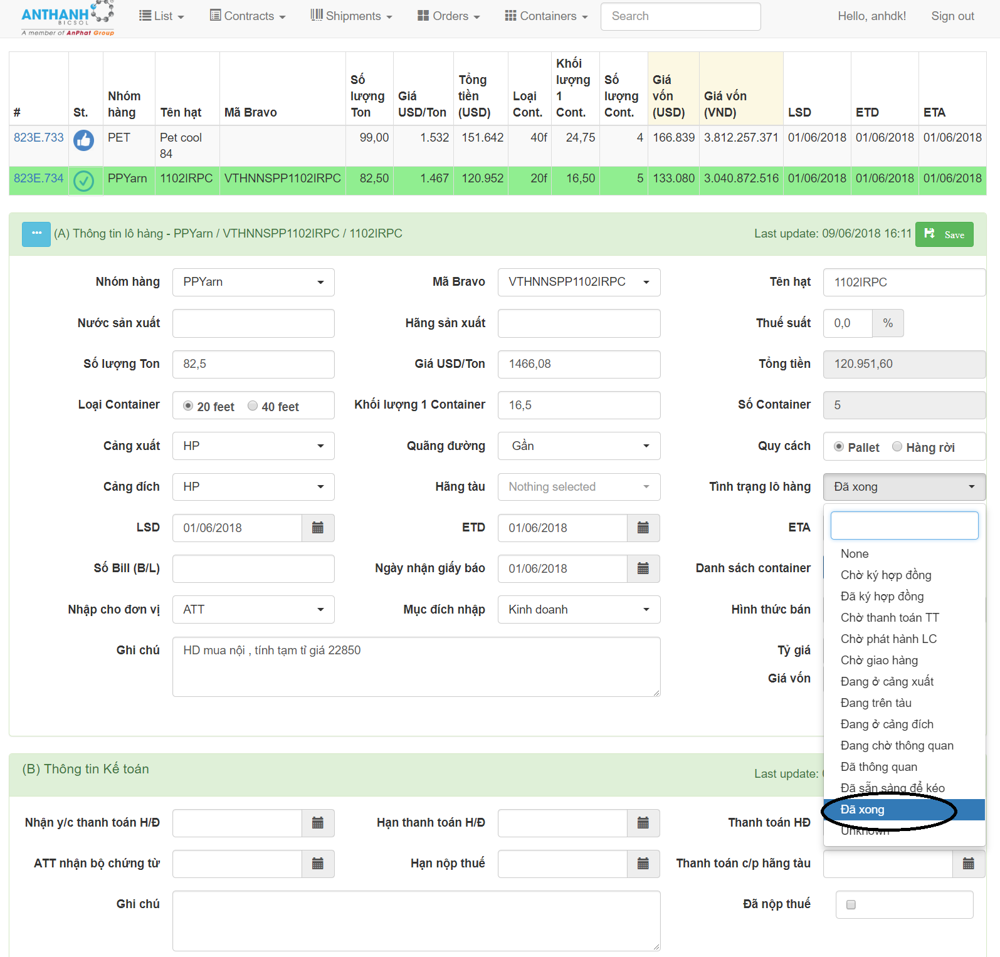 ANTHANH
BICSOL
A member of AnPhat Group
List
Contracts
Shipments
Orders
Containers
Search
Hello, anhdk!
Sign out
#
St.
Nhóm hàng
Tên hạt
Mã Bravo
Số lượng Ton
Giá USD/Ton
Tổng tiền (USD)
Loại Cont.
Khối lượng 1 Cont.
Số lượng Cont.
Giá vốn (USD)
Giá vốn (VND)
LSD
ETD
ETA
823E.733 PET Pet cool 84 99,00 1.532 151.642 40f 24,75 4 166.839 3.812.257.371 01/06/2018 01/06/2018 01/06/2018
823E.734 PPYarn 1102IRPC VTHNNSPP1102IRPC 82,50 1.467 120.952 20f 16,50 5 133.080 3.040.872.516 01/06/2018 01/06/2018 01/06/2018
(A) Thông tin lô hàng - PPYarn / VTHNNSPP1102IRPC / 1102IRPC
Last update: 09/06/2018 16:11
Save
Nhóm hàng PPYarn
Mã Bravo VTHNNSPP1102IRPC
Tên hạt 1102IRPC
Nước sản xuất
Hãng sản xuất
Thuế suất 0,0 %
Số lượng Ton 82,5
Giá USD/Ton 1466,08
Tổng tiền 120.951,60
Loại Container 20 feet 40 feet
Khối lượng 1 Container 16,5
Số Container 5
Cảng xuất HP
Quãng đường Gần
Quy cách Pallet Hàng rời
Cảng đích HP
Hãng tàu Nothing selected
Tình trạng lô hàng Đã xong
LSD 01/06/2018
ETD 01/06/2018
ETA
Số Bill (B/L)
Ngày nhận giấy báo 01/06/2018
Danh sách container
Nhập cho đơn vị ATT
Mục đích nhập Kinh doanh
Hình thức bán
Ghi chú HD mua nội , tính tạm tỉ giá 22850
Tỷ giá
Giá vốn
None
Chờ ký hợp đồng
Đã ký hợp đồng
Chờ thanh toán TT
Chờ phát hành LC
Chờ giao hàng
Đang ở cảng xuất
Đang trên tàu
Đang ở cảng đích
Đang chờ thông quan
Đã thông quan
Đã sẵn sàng để kéo
Đã xong
Unknown
(B) Thông tin Kế toán
Last update:
Nhận y/c thanh toán H/Đ
Hạn thanh toán H/Đ
Thanh toán HĐ
ATT nhận bộ chứng từ
Hạn nộp thuế
Thanh toán c/p hãng tàu
Ghi chú
Đã nộp thuế